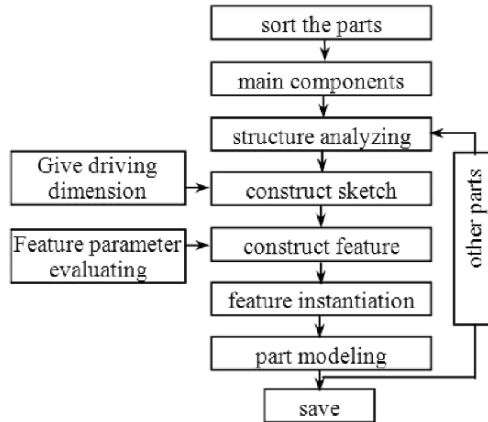 sort the parts
main components
structure analyzing
Give driving
dimension
construct sketch
Feature parameter
evaluating
construct feature
other parts
feature instantiation
part modeling
save